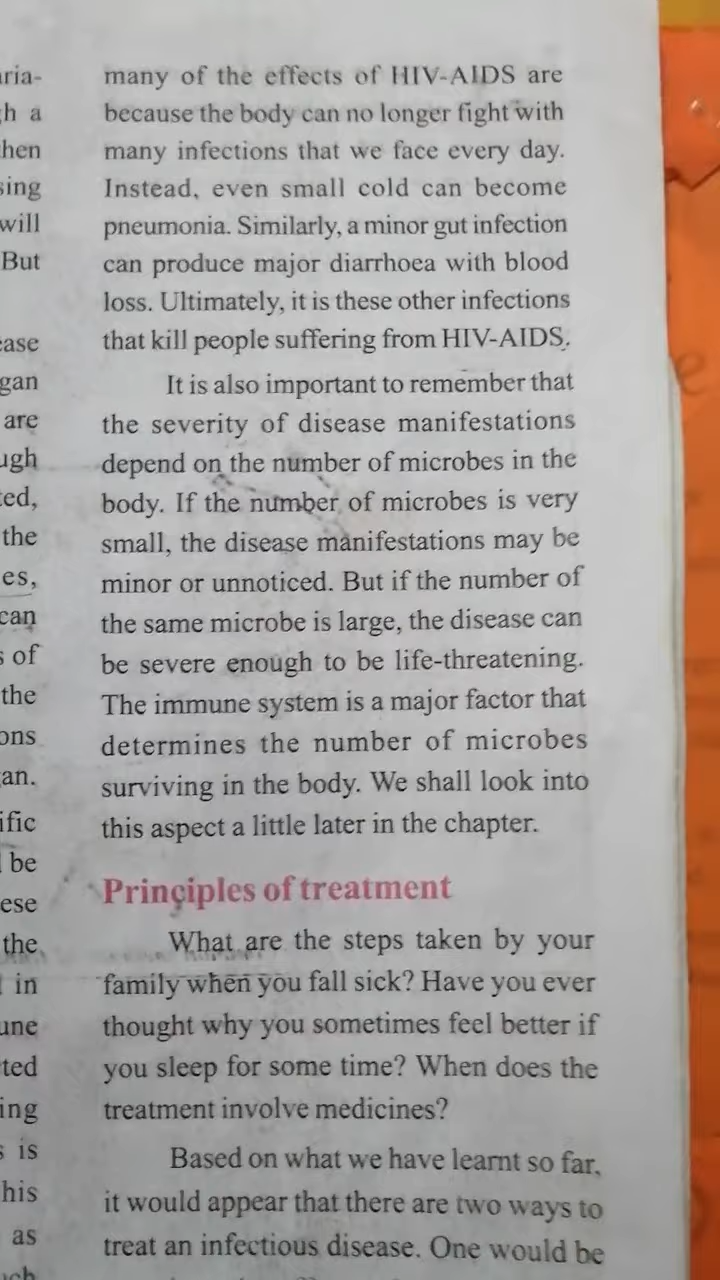 many of the effects of HIV-AIDS are
because the body can no longer fight with
many infections that we face every day.
Instead, even small cold can become
pneumonia. Similarly, a minor gut infection
can produce major diarrhoea with blood
loss. Ultimately, it is these other infections
that kill people suffering from HIV-AIDS.
It is also important to remember that
the severity of disease manifestations
depend on the number of microbes in the
body. If the number of microbes is very
small, the disease manifestations may be
minor or unnoticed. But if the number of
the same microbe is large, the disease can
be severe enough to be life-threatening.
The immune system is a major factor that
determines the number of microbes
surviving in the body. We shall look into
this aspect a little later in the chapter.
Principles of treatment
What are the steps taken by your
family when you fall sick? Have you ever
thought why you sometimes feel better if
you sleep for some time? When does the
treatment involve medicines?
Based on what we have learnt so far,
it would appear that there are two ways to
treat an infectious disease. One would be